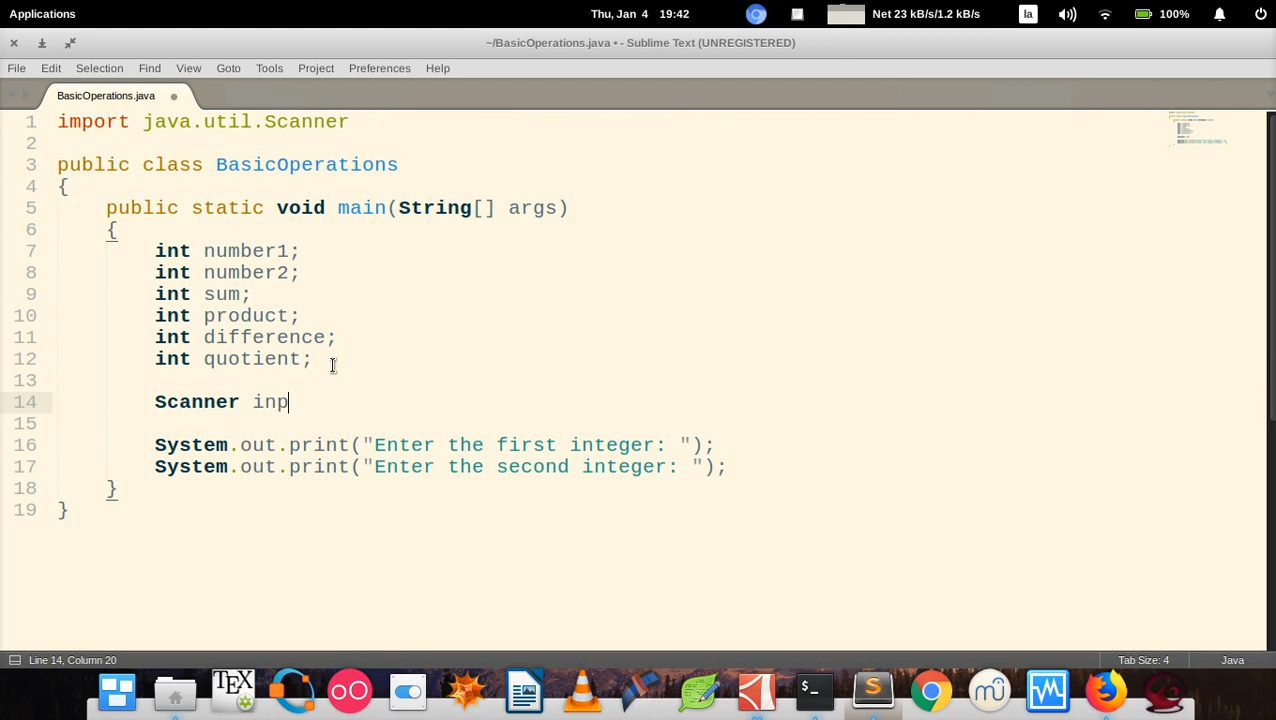 Applications Thu, Jan 4 19:42 Net 23 kB/s/1.2 kB/s la 100%
~/BasicOperations.java • - Sublime Text (UNREGISTERED)
File Edit Selection Find View Goto Tools Project Preferences Help
BasicOperations.java
1 import java.util.Scanner
2
3 public class BasicOperations
4 {
5 public static void main(String[] args)
6 {
7 int number1;
8 int number2;
9 int sum;
10 int product;
11 int difference;
12 int quotient;
13
14 Scanner inp
15
16 System.out.print("Enter the first integer: ");
17 System.out.print("Enter the second integer: ");
18 }
19 }
Line 14, Column 20 Tab Size: 4 Java
TEX
S